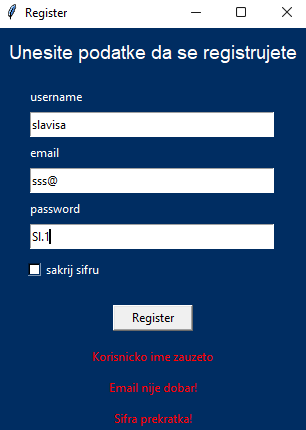 Register
Unesite podatke da se registrujete
username
slavisa
email
sss@
password
Sl.1
sakrij sifru
Register
Korisnicko ime zauzeto
Email nije dobar!
Sifra prekratka!